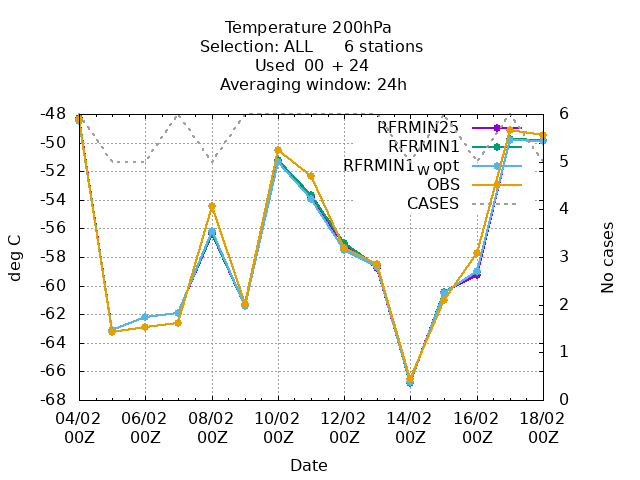 Temperature 200hPa
Selection: ALL 6 stations
Used 00 + 24
Averaging window: 24h
-48 -50 -52 -54 -56 -58 -60 -62 -64 -66 -68
6 5 4 3 2 1 0
deg C
No cases
RFRMIN25
RFRMIN1
RFRMIN1w opt
OBS
CASES
04/02 06/02 08/02 10/02 12/02 14/02 16/02 18/02
00Z 00Z 00Z 00Z 00Z 00Z 00Z 00Z
Date